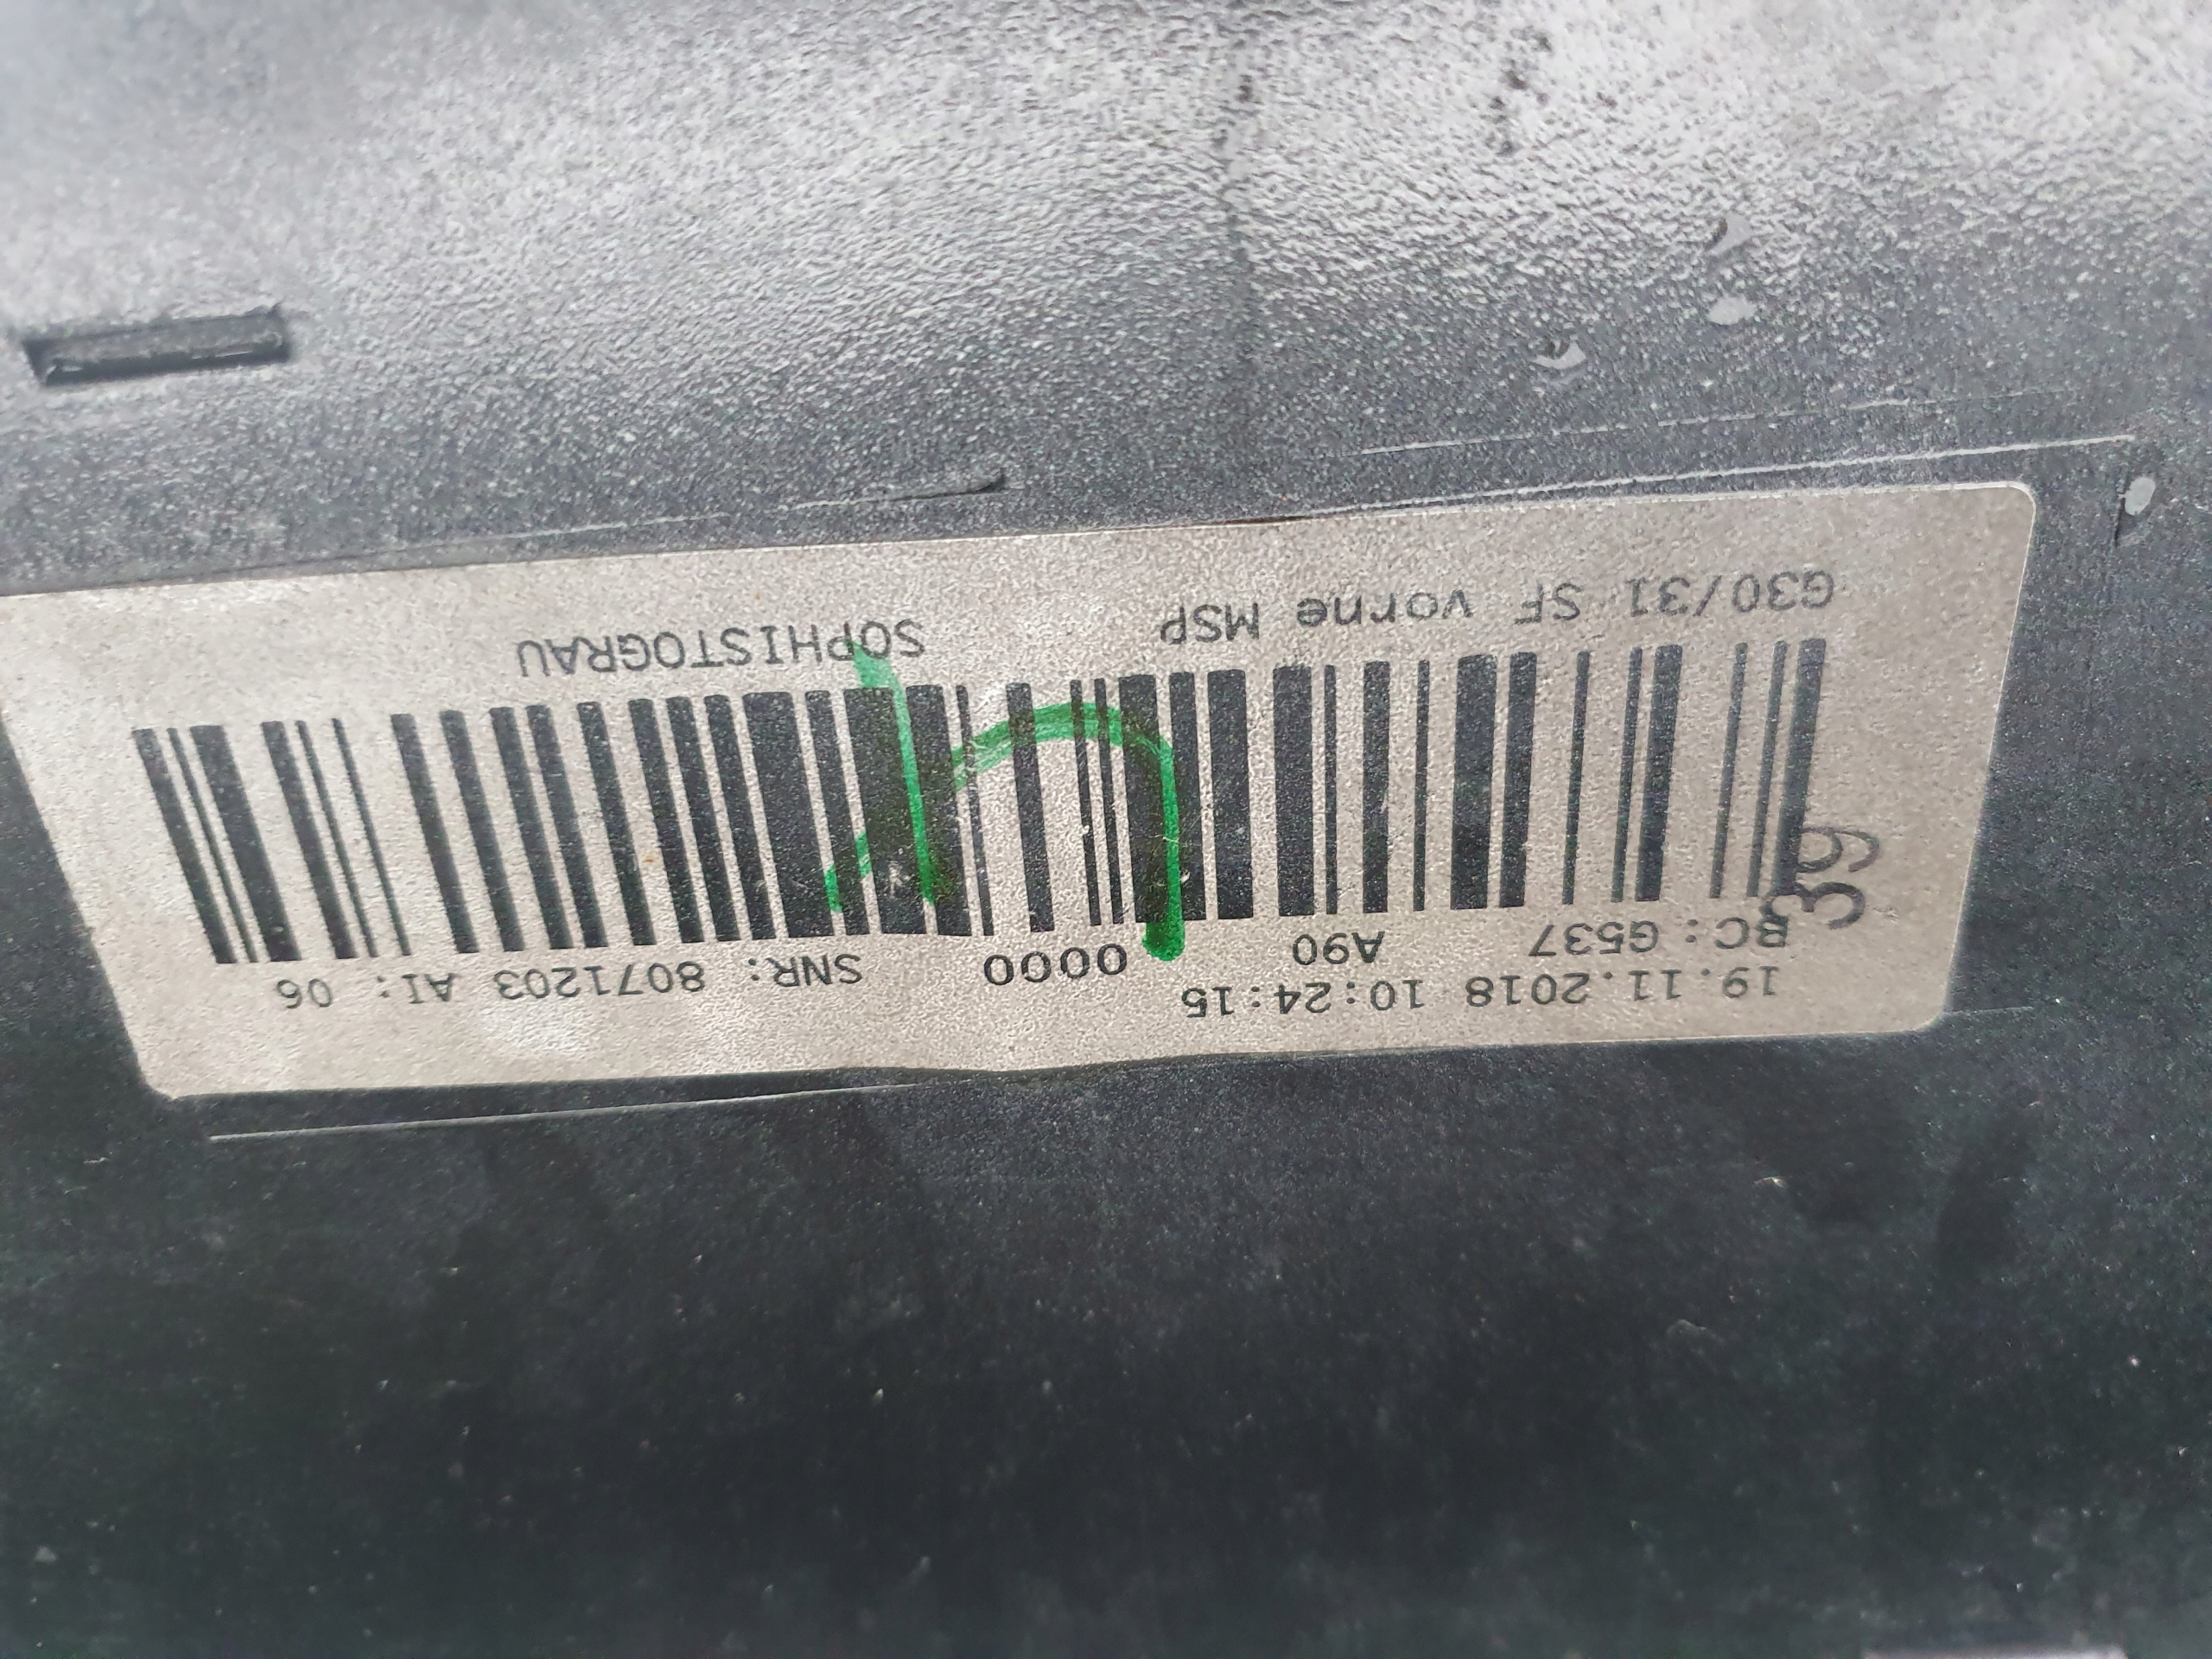 19.11.2018 10:24:15
BC: G537 A90 0000 SNR: 8071203 AI: 06
39
G30/31 SF vorne MSP SOPHISTOGRAU